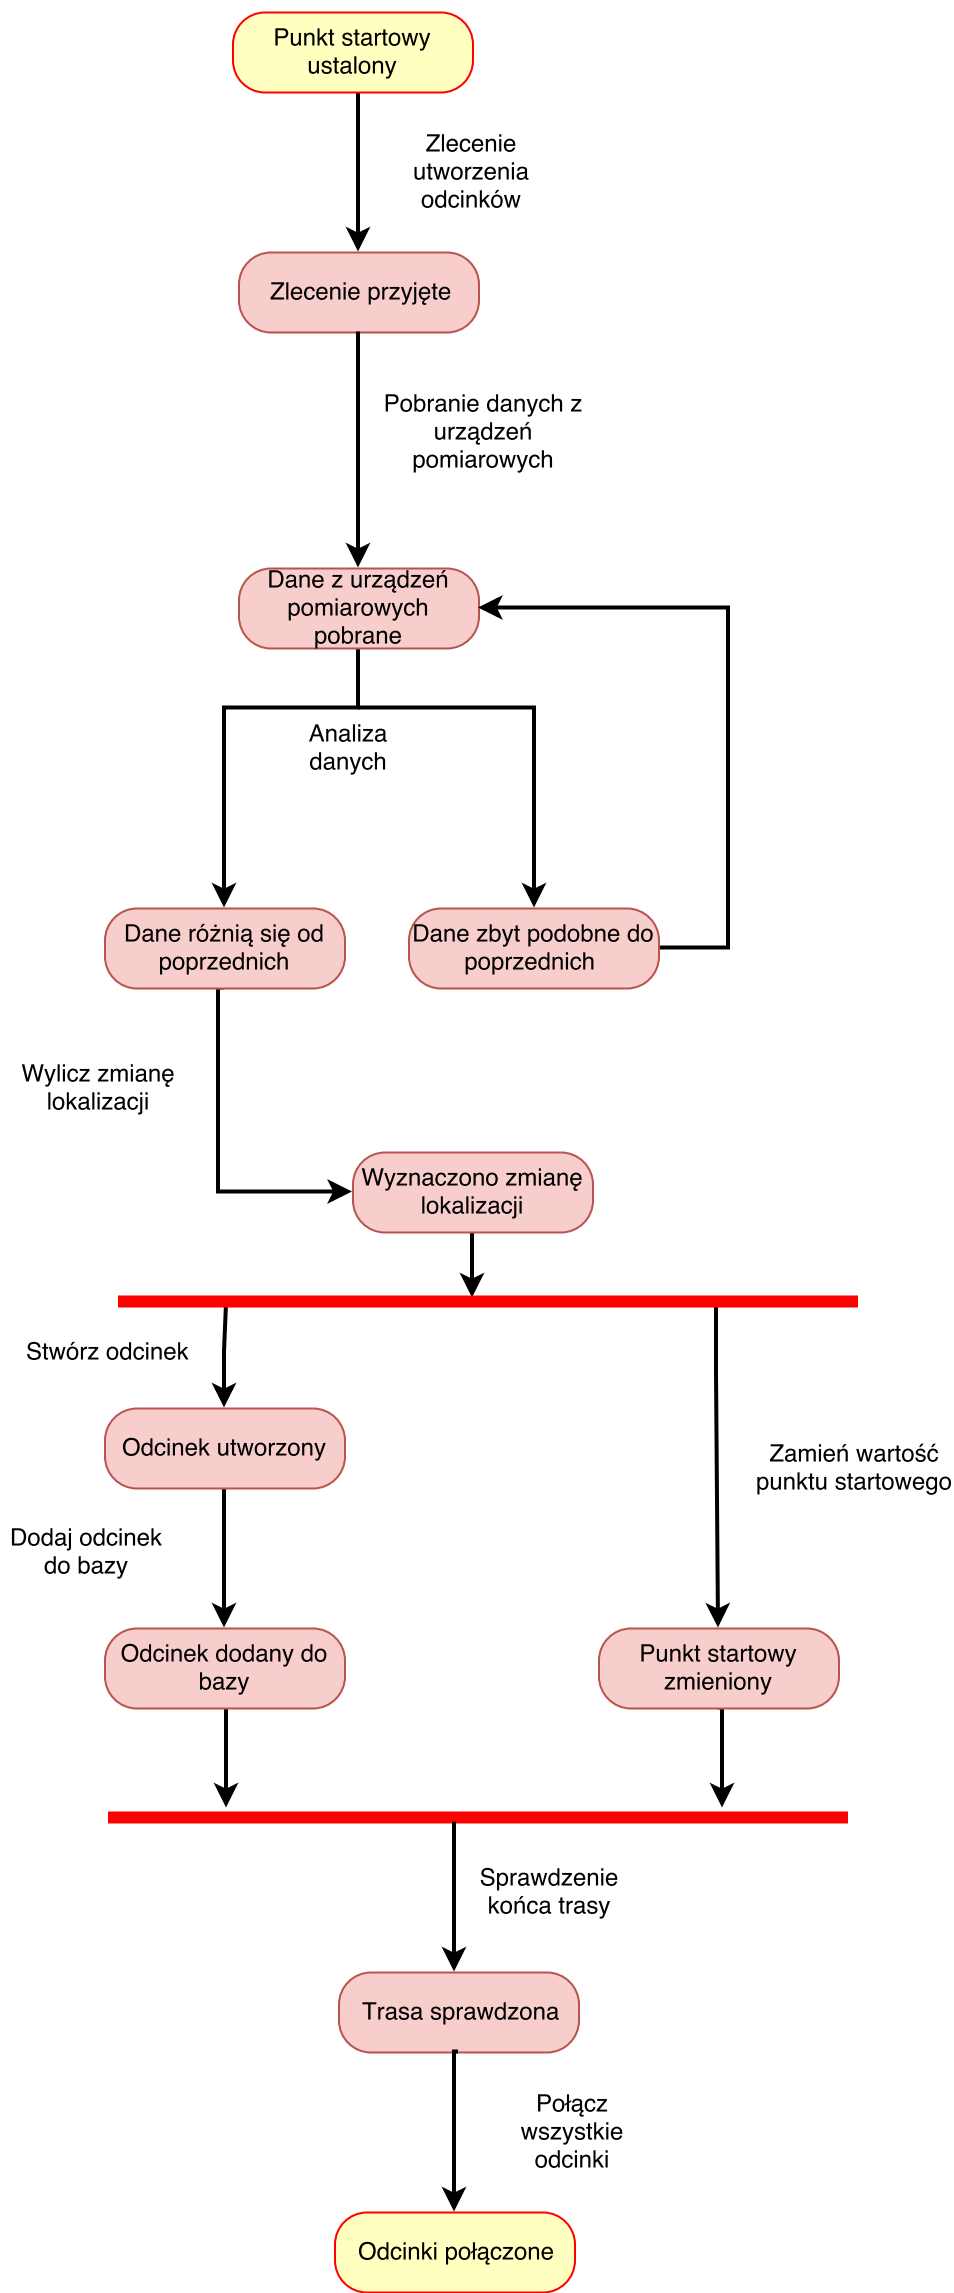 Punkt startowy
ustalony
Zlecenie
utworzenia
odcinków
Zlecenie przyjęte
Pobranie danych z
urządzeń
pomiarowych
Dane z urządzeń
pomiarowych
pobrane
Analiza
danych
Dane różnią się od
poprzednich
Dane zbyt podobne do
poprzednich
Wylicz zmianę
lokalizacji
Wyznaczono zmianę
lokalizacji
Stwórz odcinek
Odcinek utworzony
Zamień wartość
punktu startowego
Dodaj odcinek
do bazy
Odcinek dodany do
bazy
Punkt startowy
zmieniony
Sprawdzenie
końca trasy
Trasa sprawdzona
Połącz
wszystkie
odcinki
Odcinki połączone